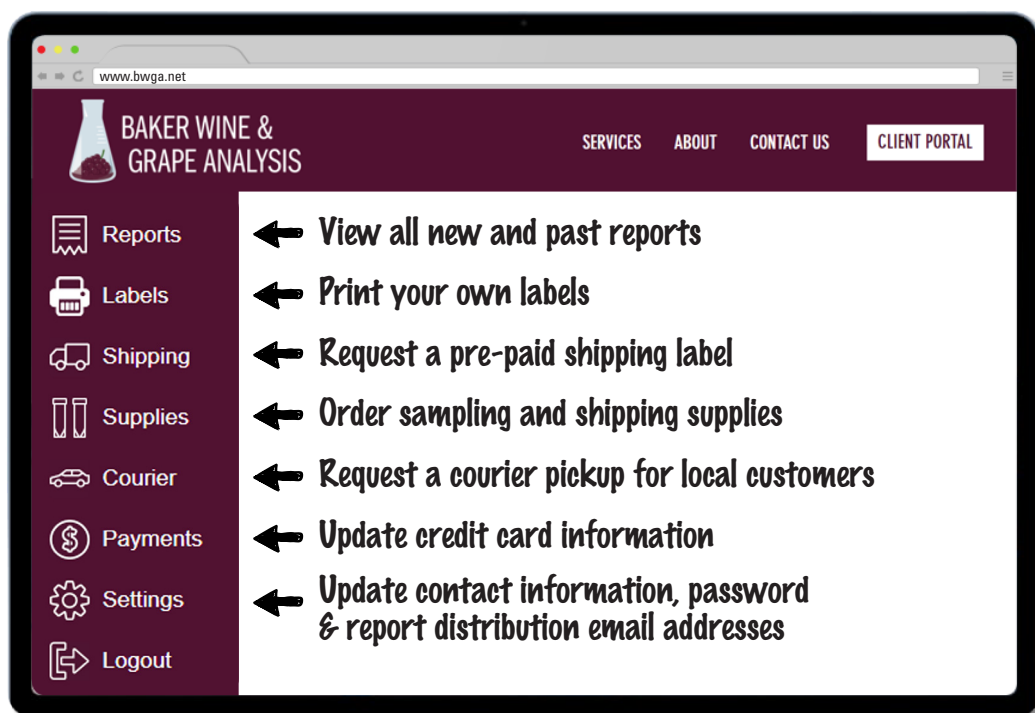 www.bwga.net
BAKER WINE &
GRAPE ANALYSIS
SERVICES ABOUT CONTACT US CLIENT PORTAL
Reports View all new and past reports
Labels Print your own labels
Shipping Request a pre-paid shipping label
Supplies Order sampling and shipping supplies
Courier Request a courier pickup for local customers
Payments Update credit card information
Settings Update contact information, password
& report distribution email addresses
Logout